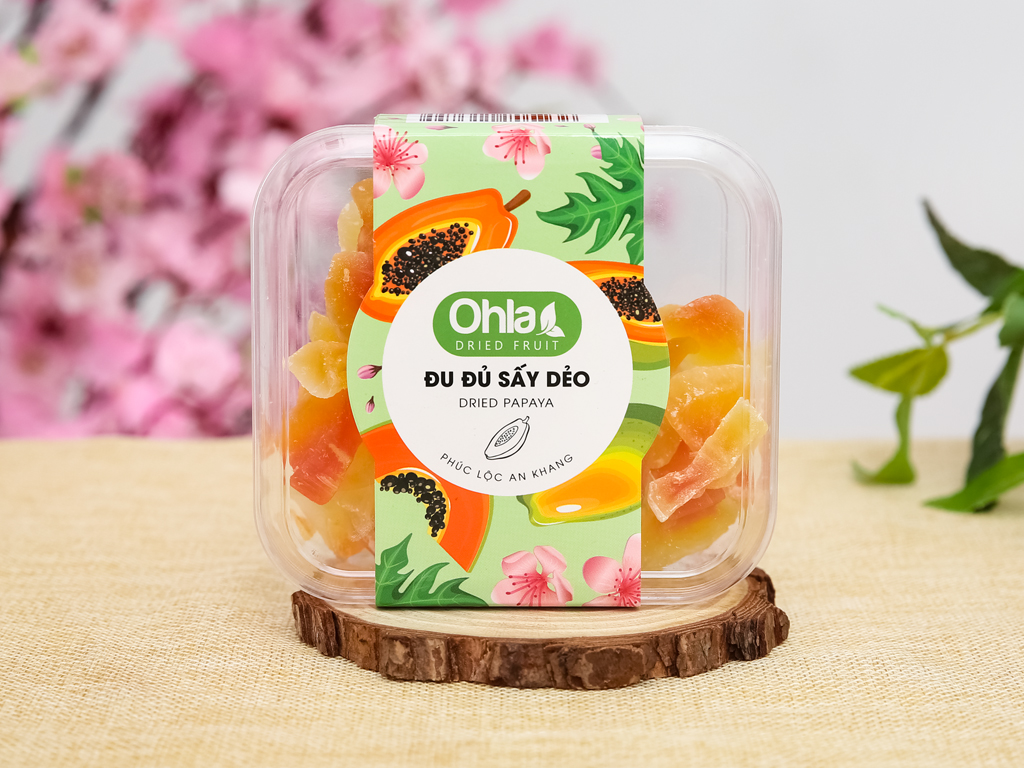 Ohla
DRIED FRUIT
ĐU ĐỦ SẤY DẺO
DRIED PAPAYA
PHÚC LỘC AN KHANG